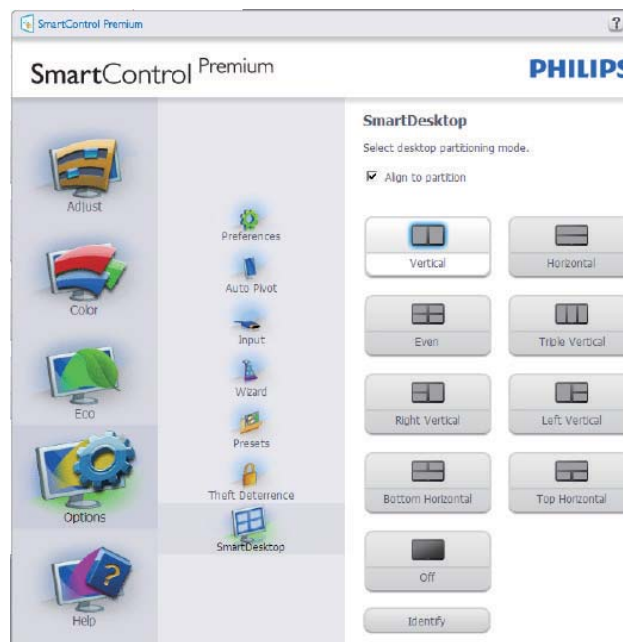 SmartControl Premium
?
SmartControl Premium
PHILIPS
Adjust
Color
Eco
Options
Help
Preferences
Auto Pivot
Input
Wizard
Presets
Theft Deterrence
SmartDesktop
SmartDesktop
Select desktop partitioning mode.
Align to partition
Vertical
Horizontal
Even
Triple Vertical
Right Vertical
Left Vertical
Bottom Horizontal
Top Horizontal
Off
Identify